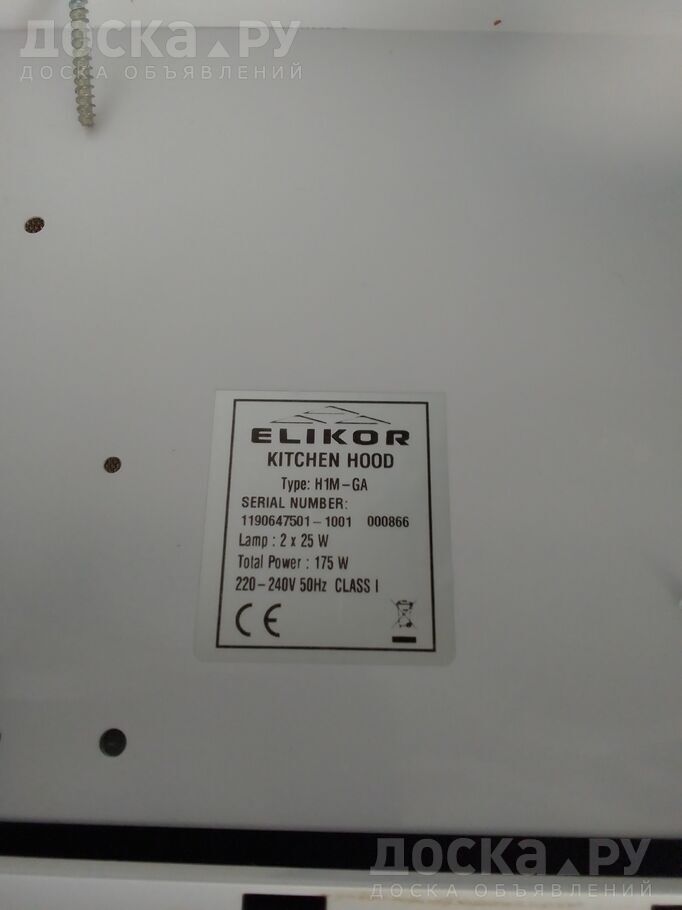 ДОСКА.РУ
ДОСКА ОБЪЯВЛЕНИЙ
ELIKOR
KITCHEN HOOD
Type: H1M-GA
SERIAL NUMBER:
1190647501-1001 000866
Lamp : 2 x 25 W
Total Power : 175 W
220-240V 50Hz CLASS I
CE
ДОСКА.РУ
ДОСКА ОБЪЯВЛЕНИЙ